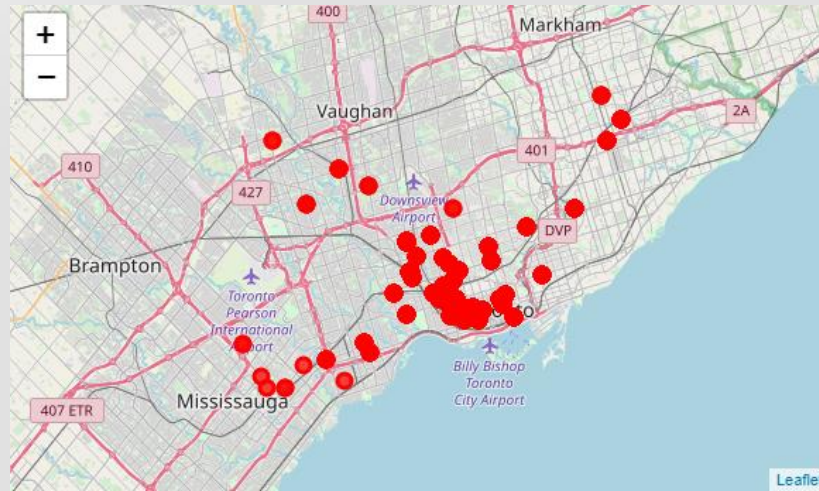 +
−
400
Markham
Vaughan
2A
401
410
427
Downsview
Airport
DVP
Brampton
Toronto
Pearson
International
Airport
Billy Bishop
Toronto
City Airport
Mississauga
407 ETR